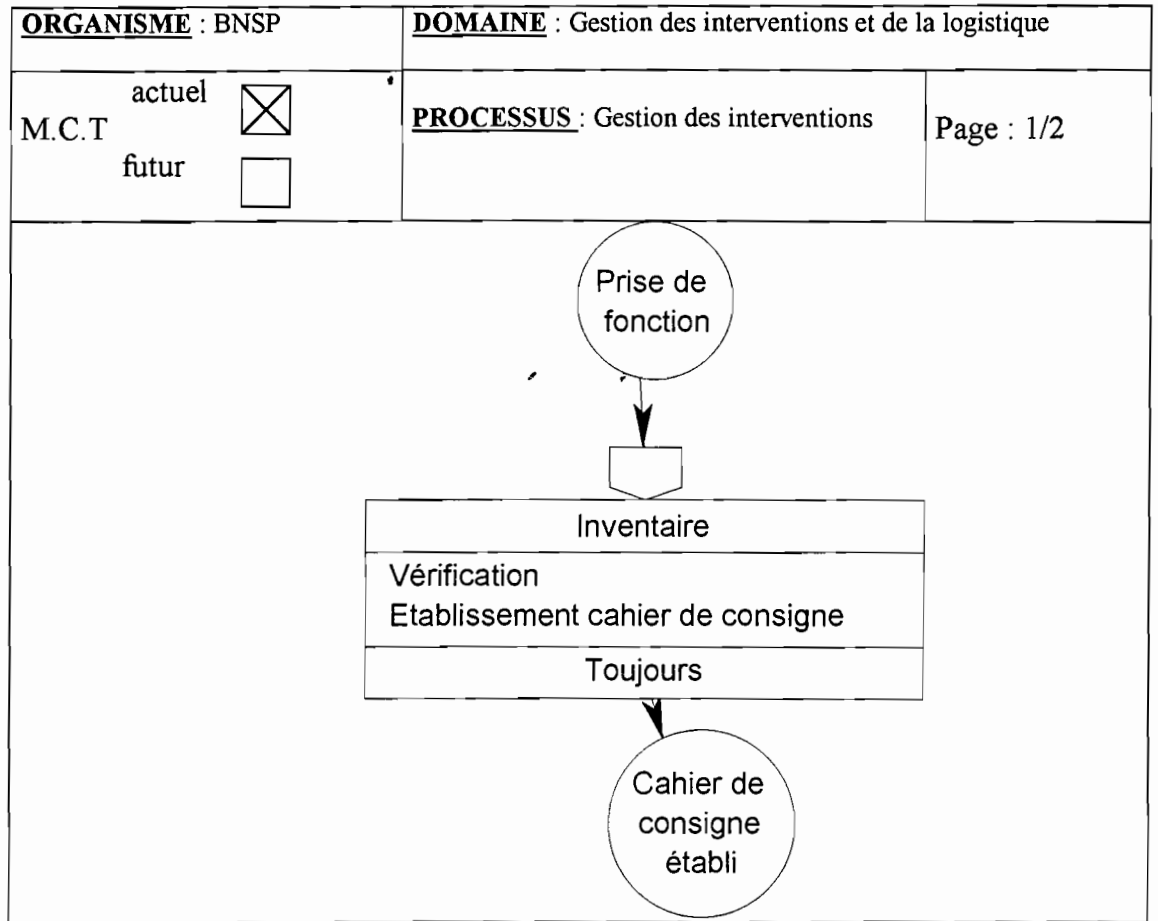 ORGANISME : BNSP
DOMAINE : Gestion des interventions et de la logistique
actuel
M.C.T
futur
PROCESSUS : Gestion des interventions
Page : 1/2
Prise de
fonction
Inventaire
Vérification
Etablissement cahier de consigne
Toujours
Cahier de
consigne
établi